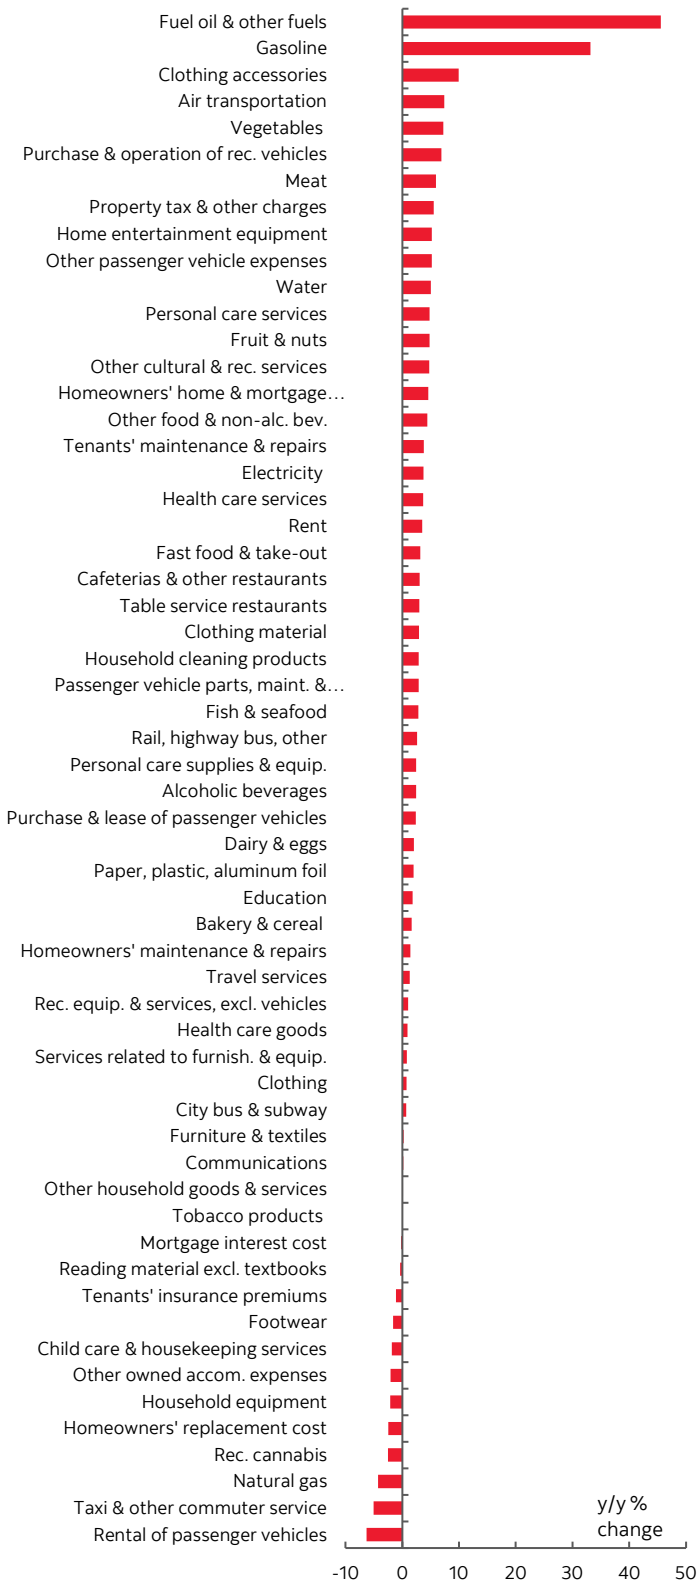 Fuel oil & other fuels
Gasoline
Clothing accessories
Air transportation
Vegetables
Purchase & operation of rec. vehicles
Meat
Property tax & other charges
Home entertainment equipment
Other passenger vehicle expenses
Water
Personal care services
Fruit & nuts
Other cultural & rec. services
Homeowners' home & mortgage…
Other food & non-alc. bev.
Tenants' maintenance & repairs
Electricity
Health care services
Rent
Fast food & take-out
Cafeterias & other restaurants
Table service restaurants
Clothing material
Household cleaning products
Passenger vehicle parts, maint. &…
Fish & seafood
Rail, highway bus, other
Personal care supplies & equip.
Alcoholic beverages
Purchase & lease of passenger vehicles
Dairy & eggs
Paper, plastic, aluminum foil
Education
Bakery & cereal
Homeowners' maintenance & repairs
Travel services
Rec. equip. & services, excl. vehicles
Health care goods
Services related to furnish. & equip.
Clothing
City bus & subway
Furniture & textiles
Communications
Other household goods & services
Tobacco products
Mortgage interest cost
Reading material excl. textbooks
Tenants' insurance premiums
Footwear
Child care & housekeeping services
Other owned accom. expenses
Household equipment
Homeowners' replacement cost
Rec. cannabis
Natural gas
Taxi & other commuter service
Rental of passenger vehicles
y/y %
change
-10 0 10 20 30 40 50